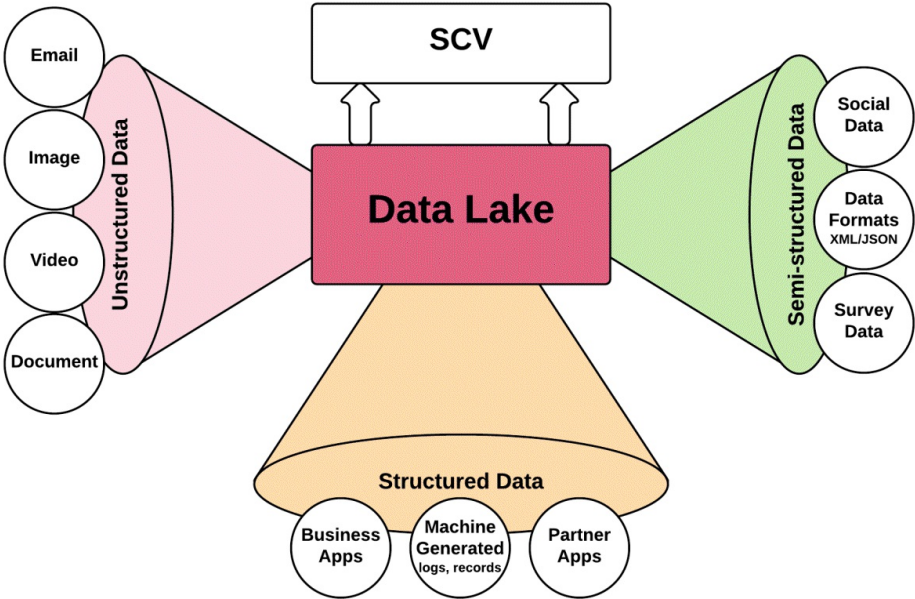 SCV
Data Lake
Email
Image
Video
Document
Unstructured Data
Social
Data
Data
Formats
XML/JSON
Survey
Data
Semi-structured Data
Structured Data
Business
Apps
Machine
Generated
logs, records
Partner
Apps